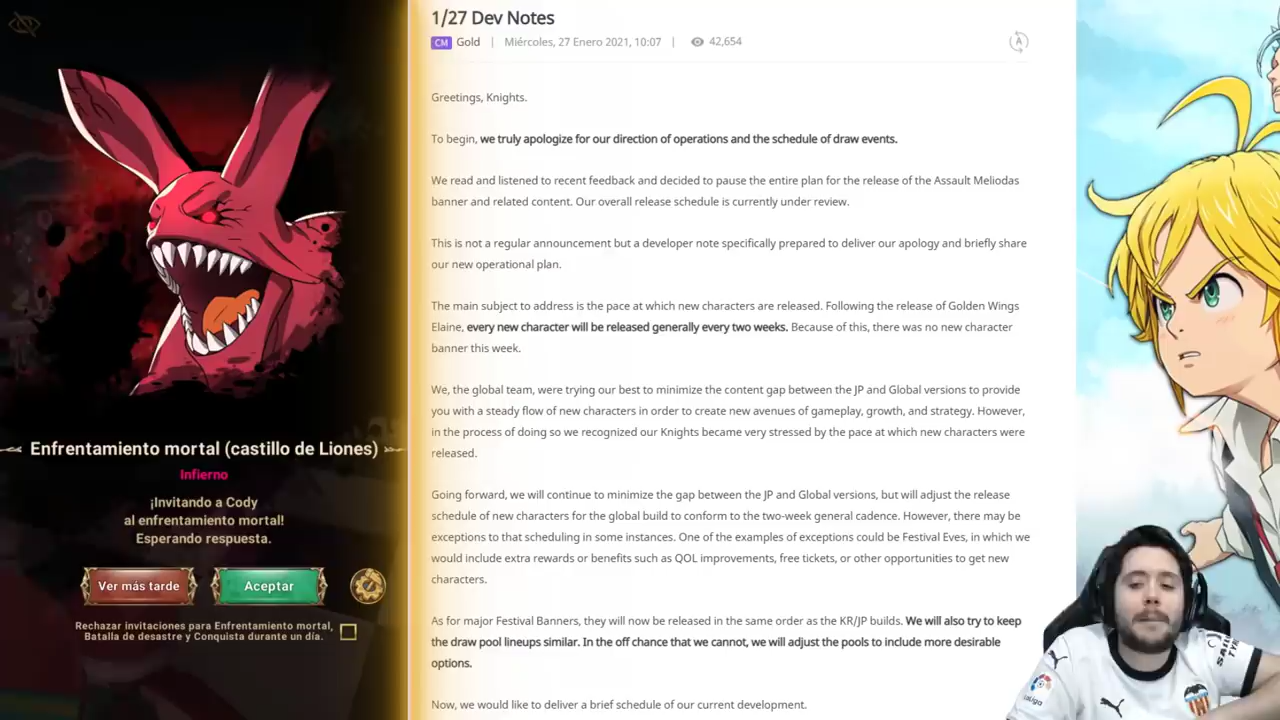 Enfrentamiento mortal (castillo de Liones)
Infierno
¡Invitando a Cody
al enfrentamiento mortal!
Esperando respuesta.
Ver más tarde
Aceptar
Rechazar invitaciones para Enfrentamiento mortal,
Batalla de desastre y Conquista durante un día.
1/27 Dev Notes
CM Gold | Miércoles, 27 Enero 2021, 10:07 | 42,654
Greetings, Knights.
To begin, we truly apologize for our direction of operations and the schedule of draw events.
We read and listened to recent feedback and decided to pause the entire plan for the release of the Assault Meliodas
banner and related content. Our overall release schedule is currently under review.
This is not a regular announcement but a developer note specifically prepared to deliver our apology and briefly share
our new operational plan.
The main subject to address is the pace at which new characters are released. Following the release of Golden Wings
Elaine, every new character will be released generally every two weeks. Because of this, there was no new character
banner this week.
We, the global team, were trying our best to minimize the content gap between the JP and Global versions to provide
you with a steady flow of new characters in order to create new avenues of gameplay, growth, and strategy. However,
in the process of doing so we recognized our Knights became very stressed by the pace at which new characters were
released.
Going forward, we will continue to minimize the gap between the JP and Global versions, but will adjust the release
schedule of new characters for the global build to conform to the two-week general cadence. However, there may be
exceptions to that scheduling in some instances. One of the examples of exceptions could be Festival Eves, in which we
would include extra rewards or benefits such as QOL improvements, free tickets, or other opportunities to get new
characters.
As for major Festival Banners, they will now be released in the same order as the KR/JP builds. We will also try to keep
the draw pool lineups similar. In the off chance that we cannot, we will adjust the pools to include more desirable
options.
Now, we would like to deliver a brief schedule of our current development.
LaLiga